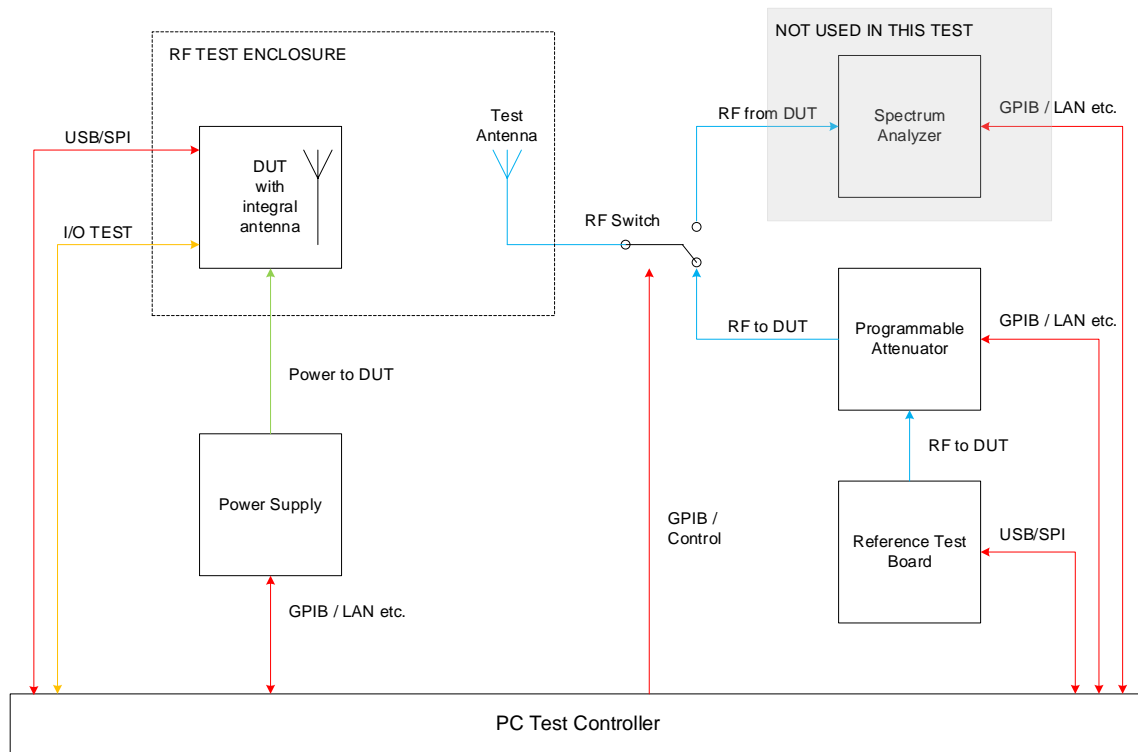 NOT USED IN THIS TEST
RF TEST ENCLOSURE
Test
Antenna
RF from DUT
Spectrum
Analyzer
GPIB / LAN etc.
USB/SPI
DUT
with
integral
antenna
RF Switch
I/O TEST
RF to DUT
Programmable
Attenuator
GPIB / LAN etc.
Power to DUT
RF to DUT
Power Supply
GPIB /
Control
Reference Test
Board
USB/SPI
GPIB / LAN etc.
PC Test Controller